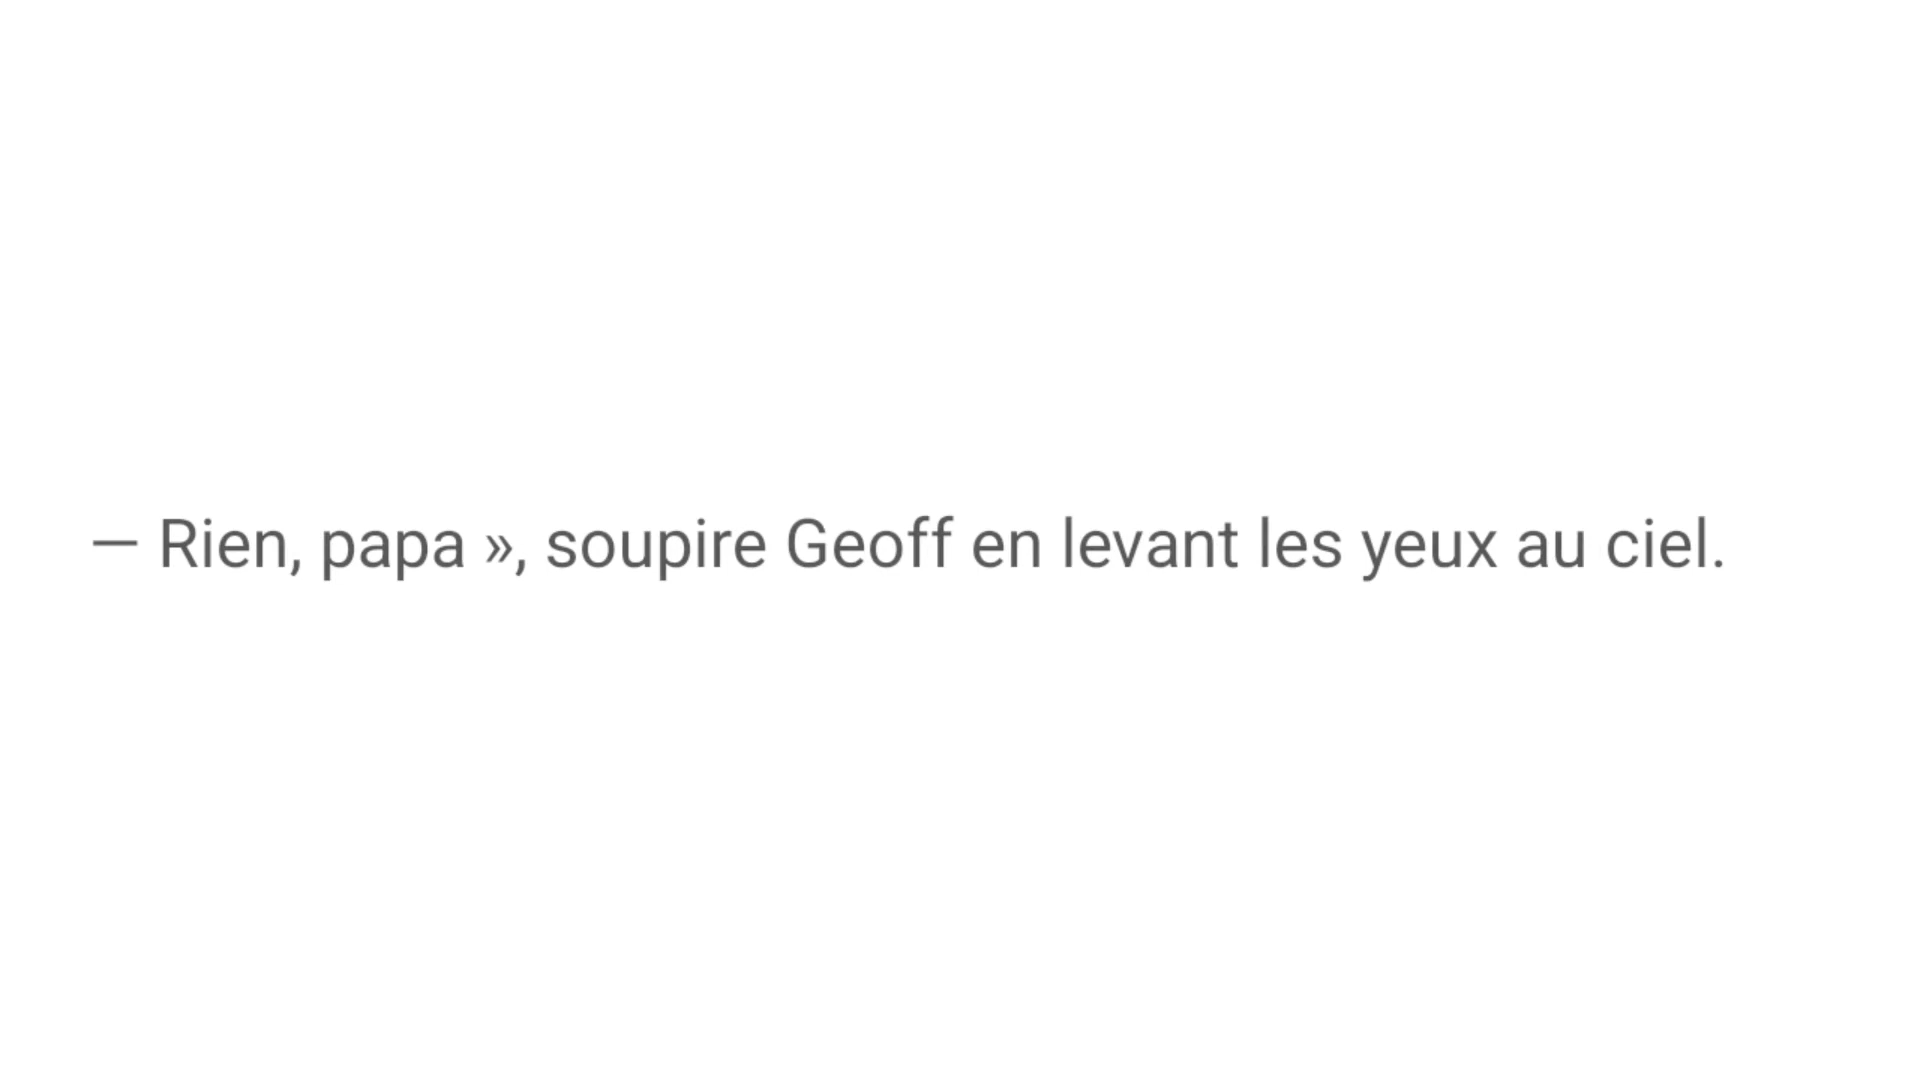 — Rien, papa », soupire Geoff en levant les yeux au ciel.